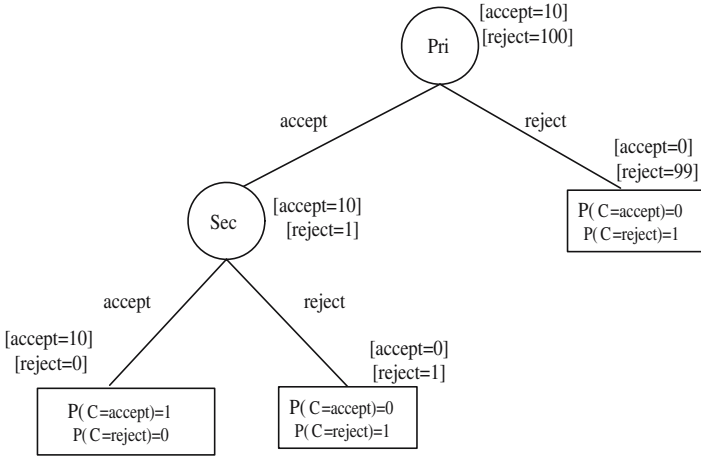 [accept=10]
[reject=100]
Pri
accept
reject
[accept=0]
[reject=99]
P( C=accept)=0
P( C=reject)=1
Sec
[accept=10]
[reject=1]
accept
reject
[accept=10]
[reject=0]
P( C=accept)=1
P( C=reject)=0
[accept=0]
[reject=1]
P( C=accept)=0
P( C=reject)=1